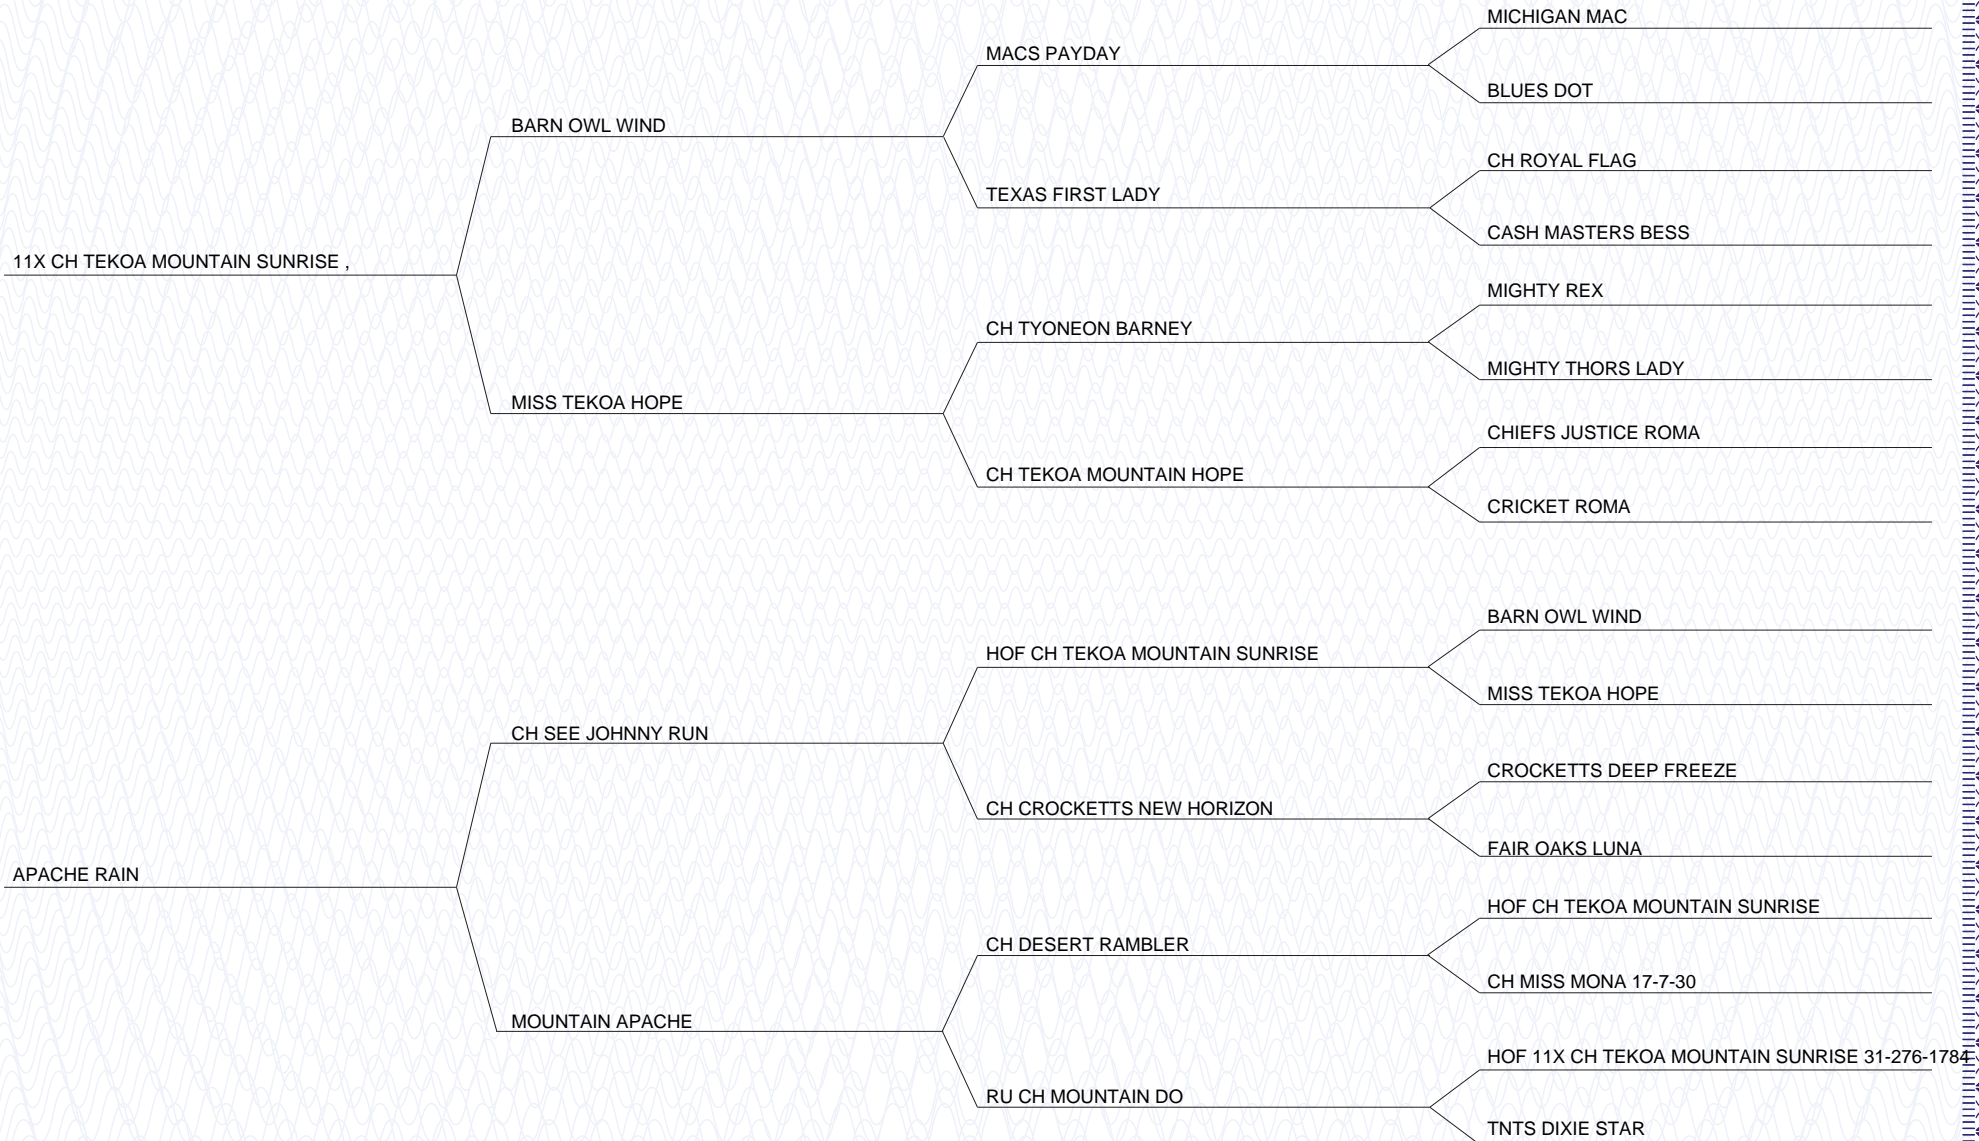 MICHIGAN MAC
MACS PAYDAY
BLUES DOT
BARN OWL WIND
CH ROYAL FLAG
TEXAS FIRST LADY
CASH MASTERS BESS
11X CH TEKOA MOUNTAIN SUNRISE ,
MIGHTY REX
CH TYONEON BARNEY
MIGHTY THORS LADY
MISS TEKOA HOPE
CHIEFS JUSTICE ROMA
CH TEKOA MOUNTAIN HOPE
CRICKET ROMA
BARN OWL WIND
HOF CH TEKOA MOUNTAIN SUNRISE
MISS TEKOA HOPE
CH SEE JOHNNY RUN
CROCKETTS DEEP FREEZE
CH CROCKETTS NEW HORIZON
FAIR OAKS LUNA
APACHE RAIN
HOF CH TEKOA MOUNTAIN SUNRISE
CH DESERT RAMBLER
CH MISS MONA 17-7-30
MOUNTAIN APACHE
HOF 11X CH TEKOA MOUNTAIN SUNRISE 31-276-1784
RU CH MOUNTAIN DO
TNTS DIXIE STAR